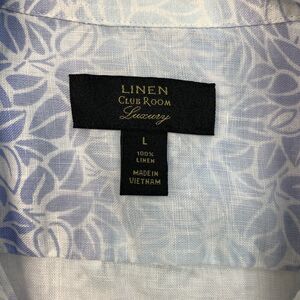 LINEN
CLUB ROOM
Luxury
L
100%
LINEN
MADE IN
VIETNAM